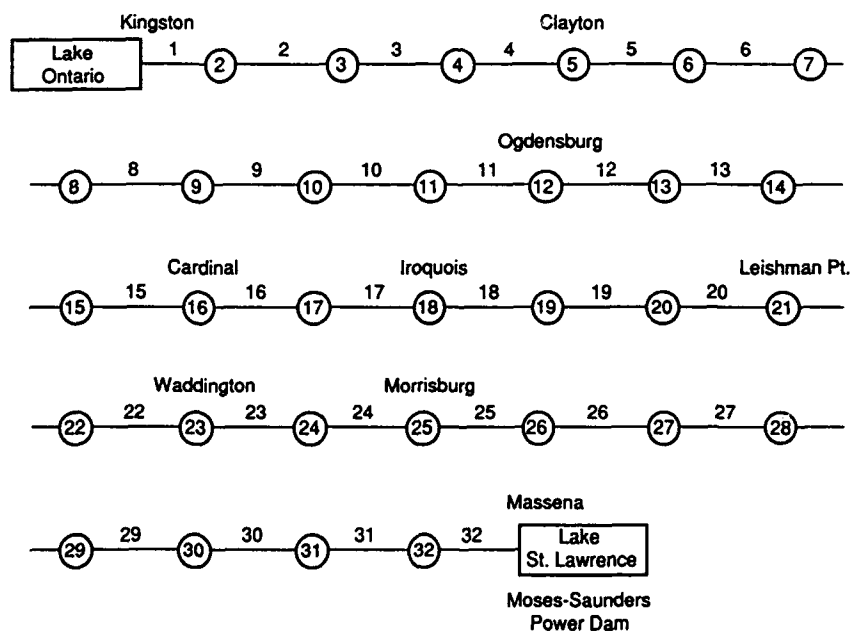 Kingston Clayton
Lake Ontario 1 2 2 3 3 4 4 5 5 6 6 7
Ogdensburg
8 8 9 9 10 10 11 11 12 12 13 13 14
Cardinal Iroquois Leishman Pt.
15 15 16 16 17 17 18 18 19 19 20 20 21
Waddington Morrisburg
22 22 23 23 24 24 25 25 26 26 27 27 28
Massena
29 29 30 30 31 31 32 32 Lake St. Lawrence
Moses-Saunders
Power Dam